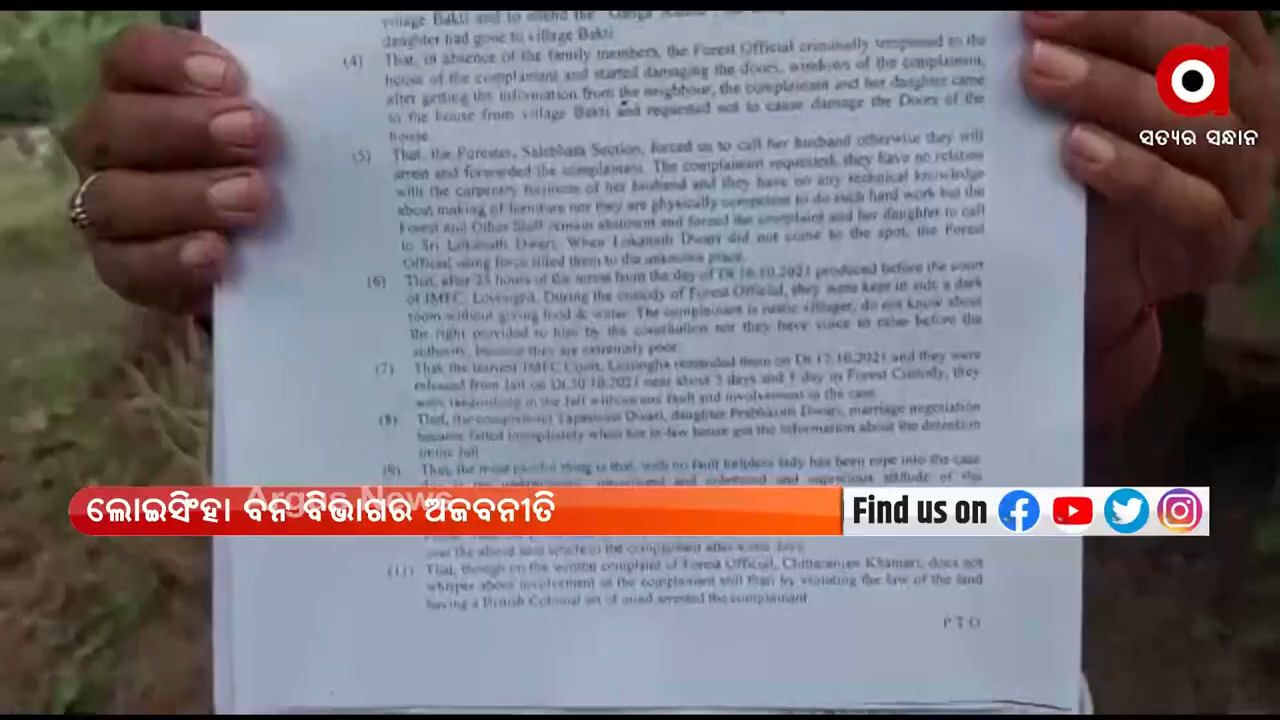 village Bakti and to attend the
daughter had gone to village Bakti
(4) That, in absence of the family members, the Forest Official criminally trespassed to the
house of the complainant and started damaging the doors, windows of the complainant,
after getting the information from the neighbour, the complainant and her daughter came
to the house from village Bakti and requested not to cause damage the Doors of the
house.
(5) That, the Forester, Salebhata Section, forced us to call her husband otherwise they will
arrest and forwarded the complainant. The complainant requested, they have no relation
with the carpentry business of her husband and they have no any technical knowledge
about making of furniture nor they are physically competent to do such hard work but the
Forest and Other Staff remain adamant and forced the complaint and her daughter to call
to Sri Lokanath Dwari. When Lokanath Dwari did not come to the spot, the Forest
Official using force lifted them to the unknown place.
(6) That, after 25 hours of the arrest from the day of Dt.16.10.2021 produced before the court
of JMFC, Loisingha. During the custody of Forest Official, they were kept in side a dark
room without giving food & water. The complainant is rustic villager, do not know about
the right provided to him by the constitution nor they have voice to raise before the
authority, because they are extremely poor.
(7) That, the learned JMFC Court, Loisingha remanded them on Dt.17.10.2021 and they were
released from Jail on Dt.20.10.2021 near about 3 days and 1 day in Forest Custody, they
were in the Jail without any fault and involvement in the case.
(8) That, the complainant Tapaswini Dwari, daughter Dwari, marriage negotiation
became failed immediately when her in-law house got the information about the detention
in the Jail
(9) That, the most painful thing is that, with no fault helpless lady has been rope into the case
attitude of the
ସତ୍ୟର ସନ୍ଧାନ
Argus News
ଲୋଇସିଂହା ବନ ବିଭାଗର ଅଜବନୀତି
Find us on
over the above said article to the complainant after some days
(11) That, though on the written complaint of Forest Official, Chittaranjan Khamari, does not
whisper about involvement of the complainant still than by violating the law of the land
having a British Colonial set of mind arrested the complainant
P T O